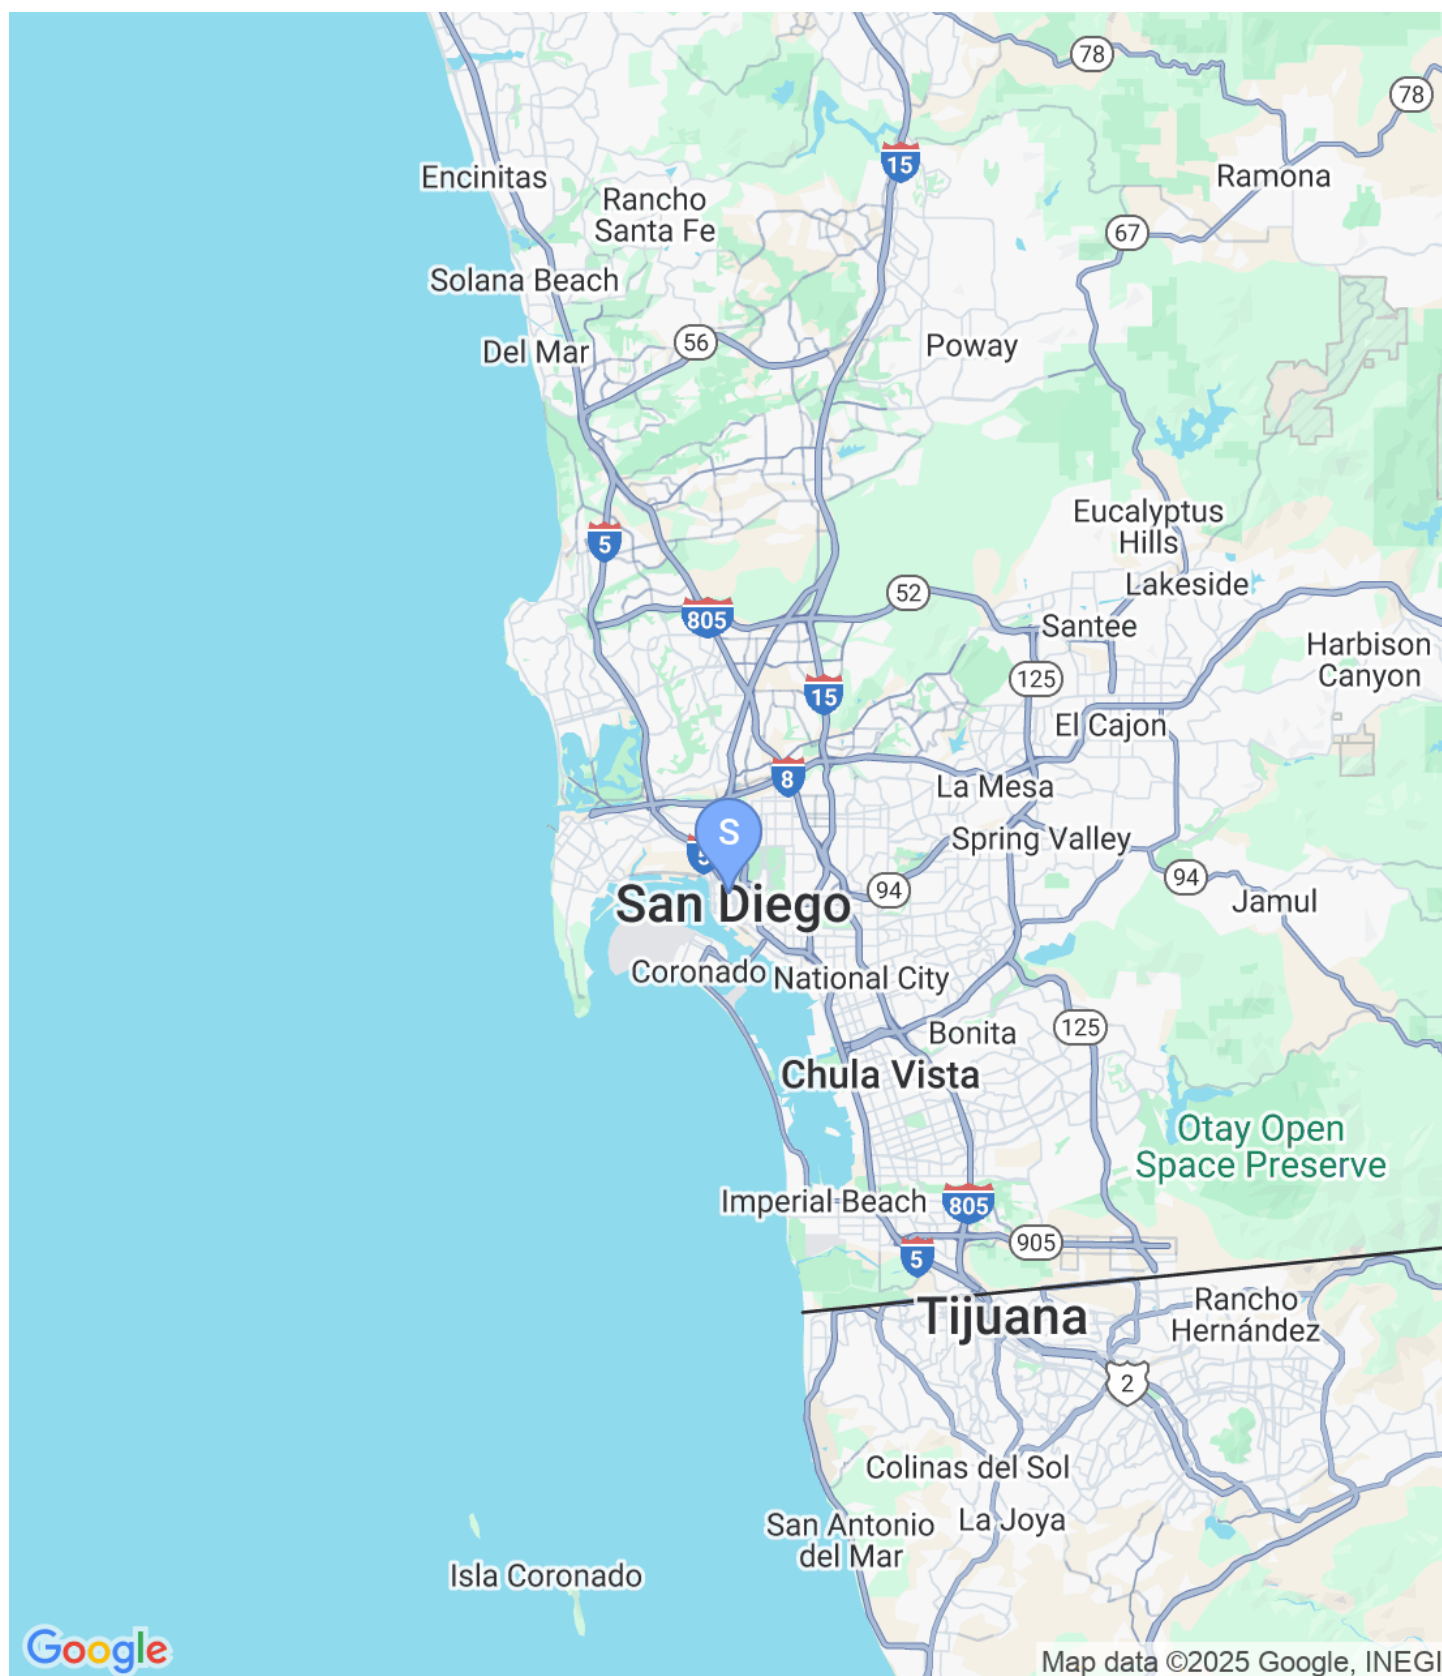 78
78
15
Encinitas
Ramona
Rancho
Santa Fe
67
Solana Beach
56
Del Mar
Poway
Eucalyptus
Hills
5
Lakeside
52
805
Santee
Harbison
Canyon
125
15
El Cajon
8
La Mesa
S
Spring Valley
5
94
94
San Diego
Jamul
Coronado
National City
125
Bonita
Chula Vista
Otay Open
Space Preserve
Imperial Beach
805
905
5
Tijuana
Rancho
Hernández
2
Colinas del Sol
San Antonio
del Mar
La Joya
Isla Coronado
Google
Map data ©2025 Google, INEGI